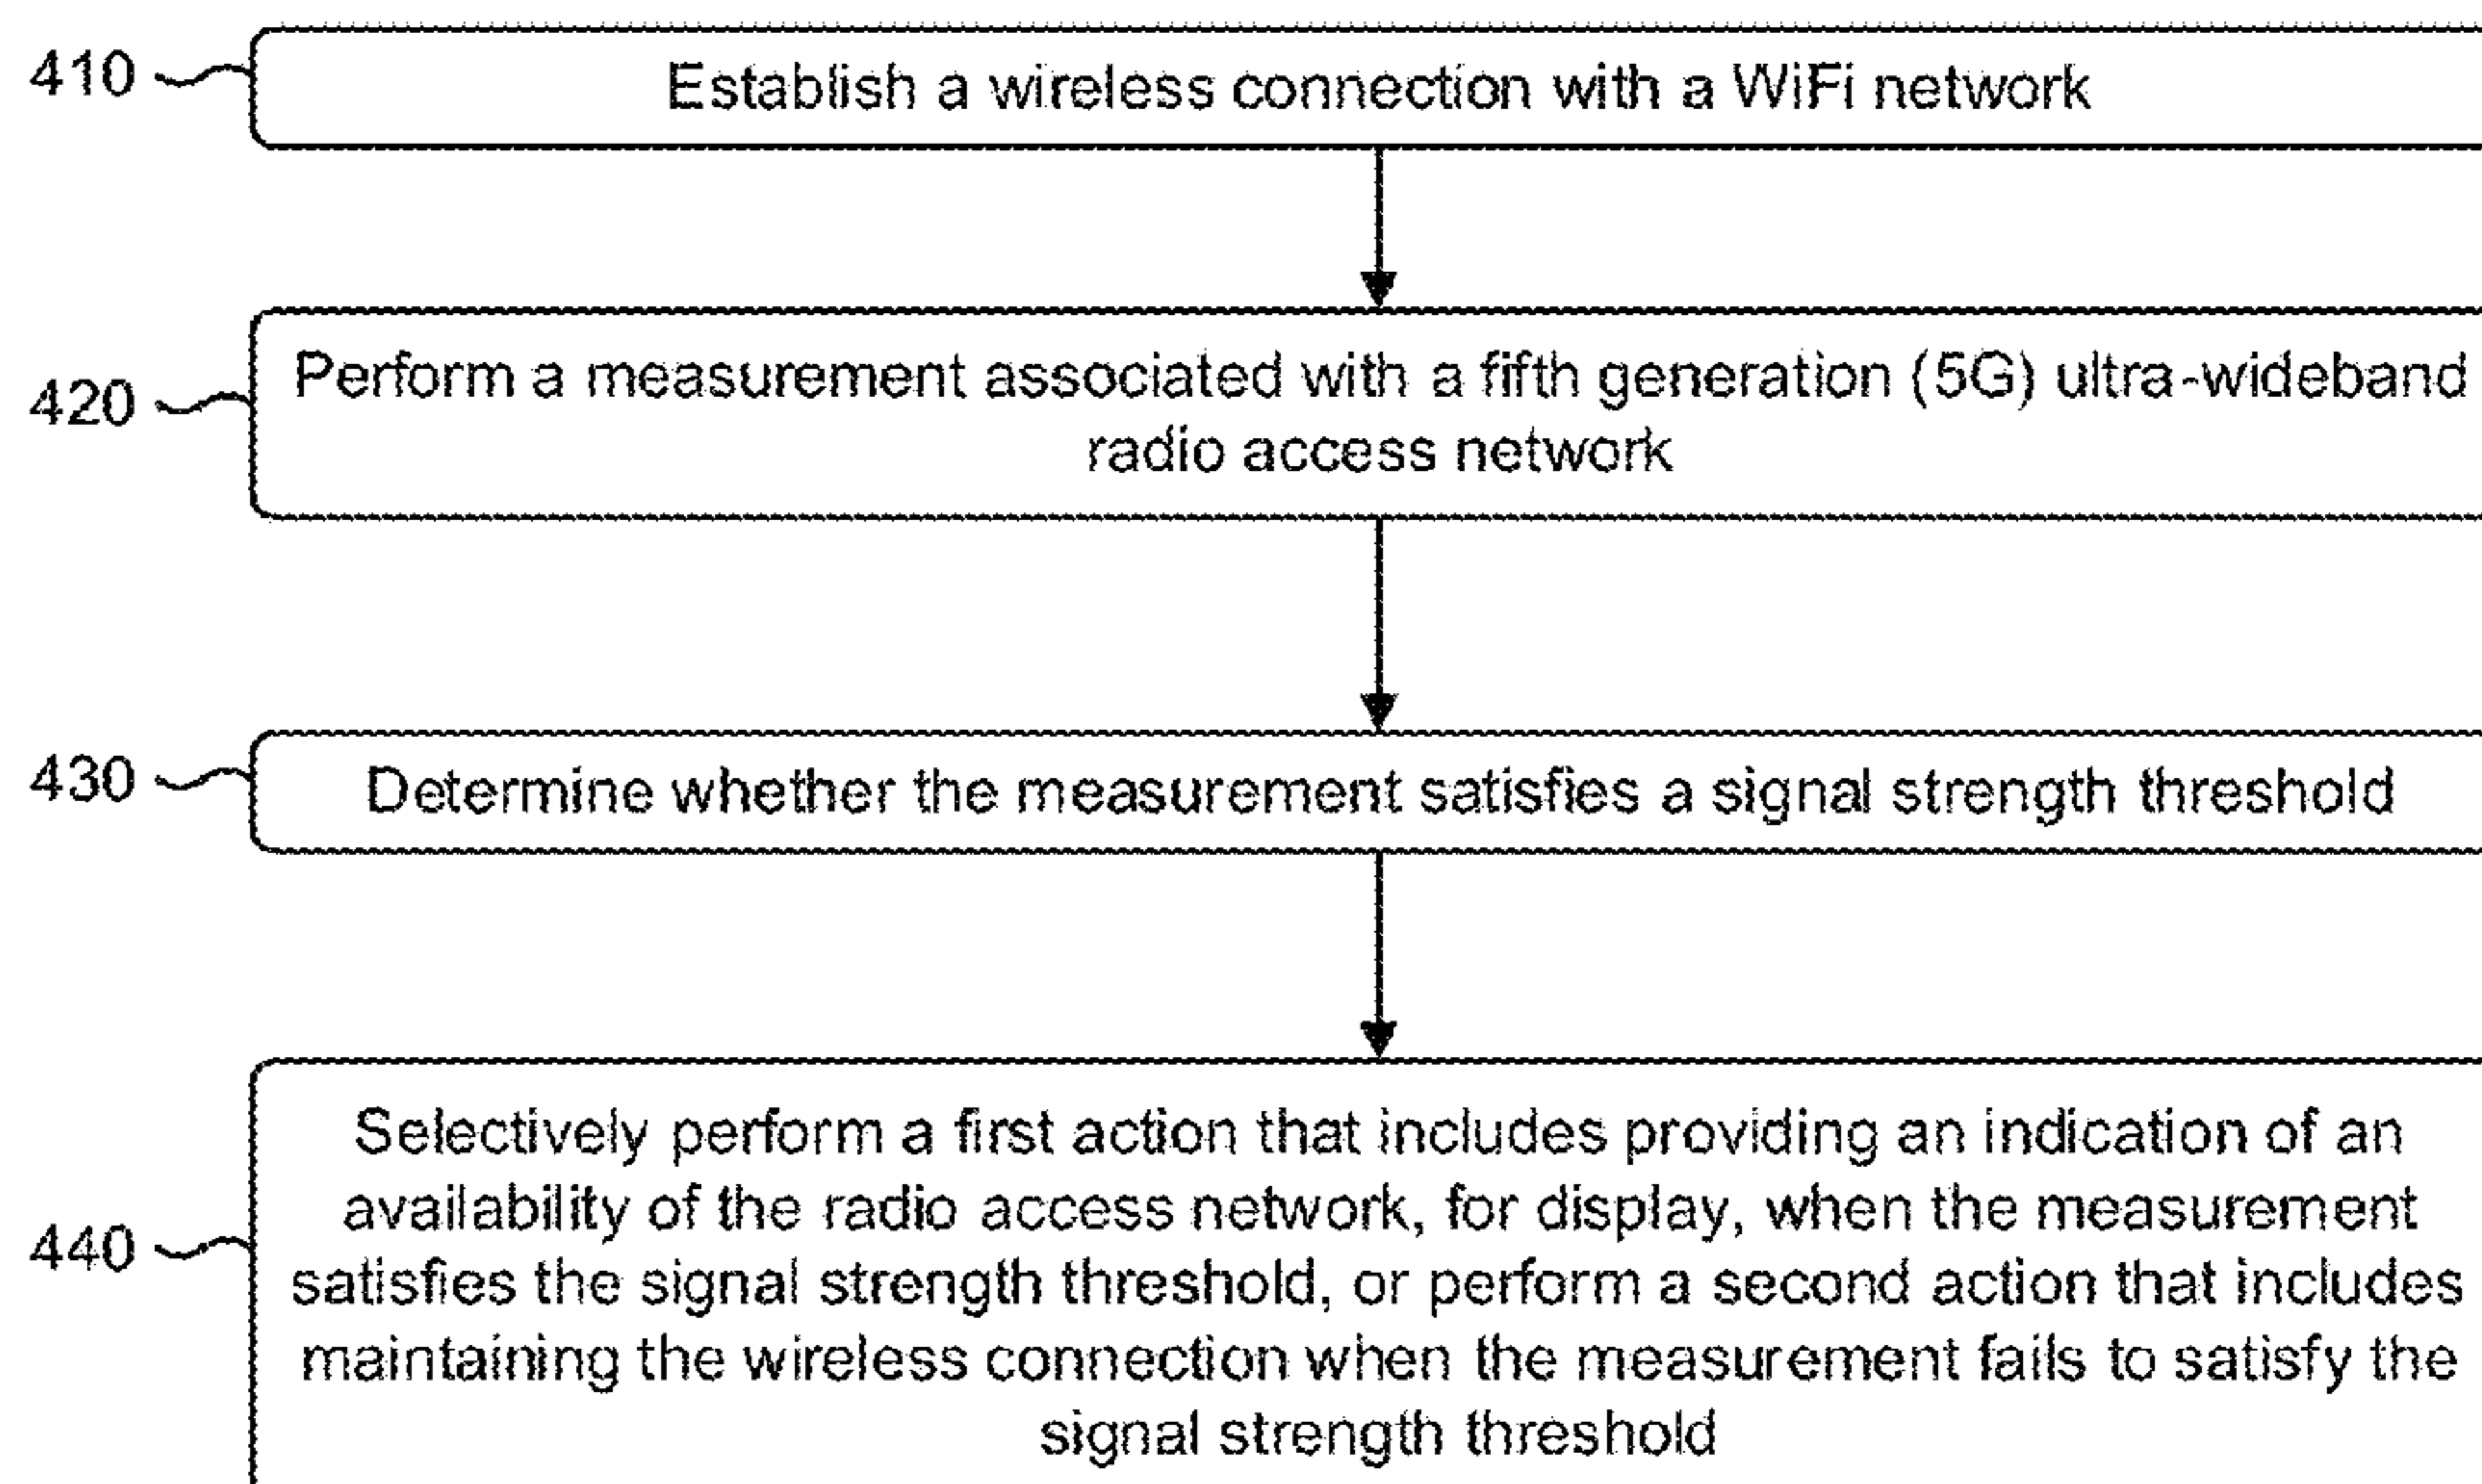 410
Establish a wireless connection with a WiFi network
420
Perform a measurement associated with a fifth generation (5G) ultra-wideband
radio access network
430
Determine whether the measurement satisfies a signal strength threshold
440
Selectively perform a first action that includes providing an indication of an
availability of the radio access network, for display, when the measurement
satisfies the signal strength threshold, or perform a second action that includes
maintaining the wireless connection when the measurement fails to satisfy the
signal strength threshold